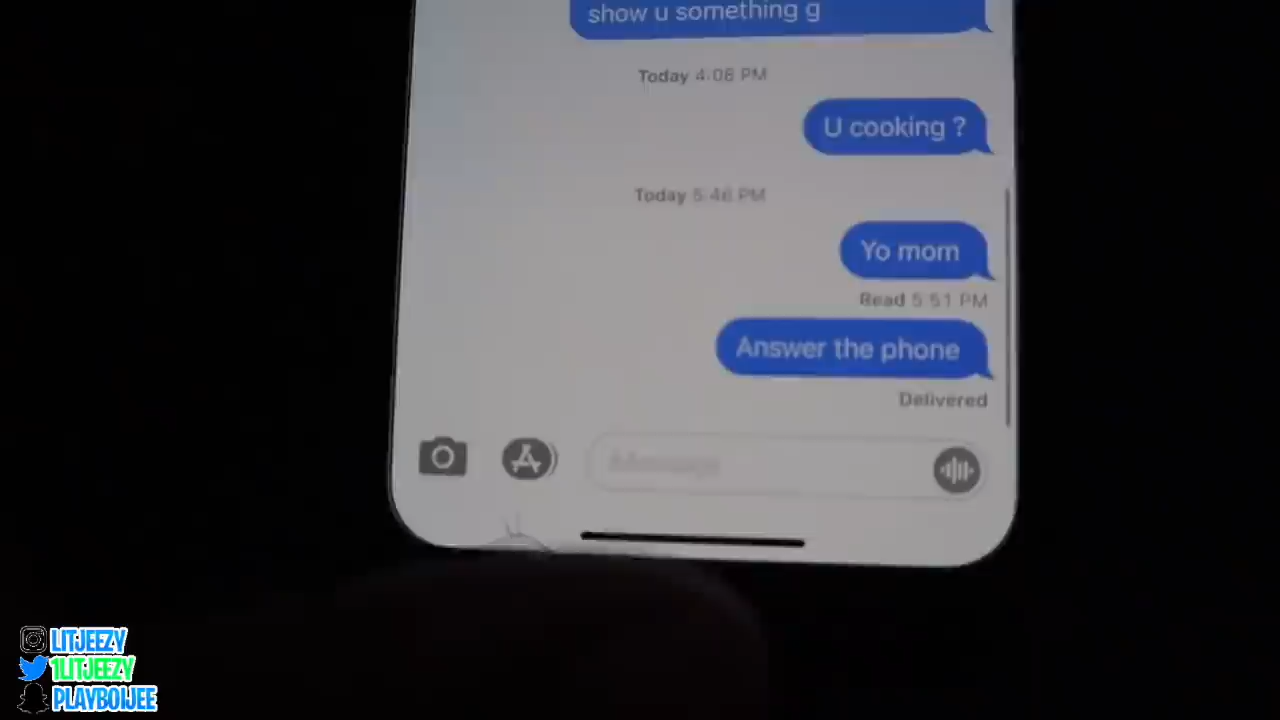 show u something g
Today 4:08 PM
U cooking ?
Today 5:46 PM
Yo mom
Read 5:51 PM
Answer the phone
Delivered
iMessage
LITJEEZY
1LITJEEZY
PLAYBOIJEE